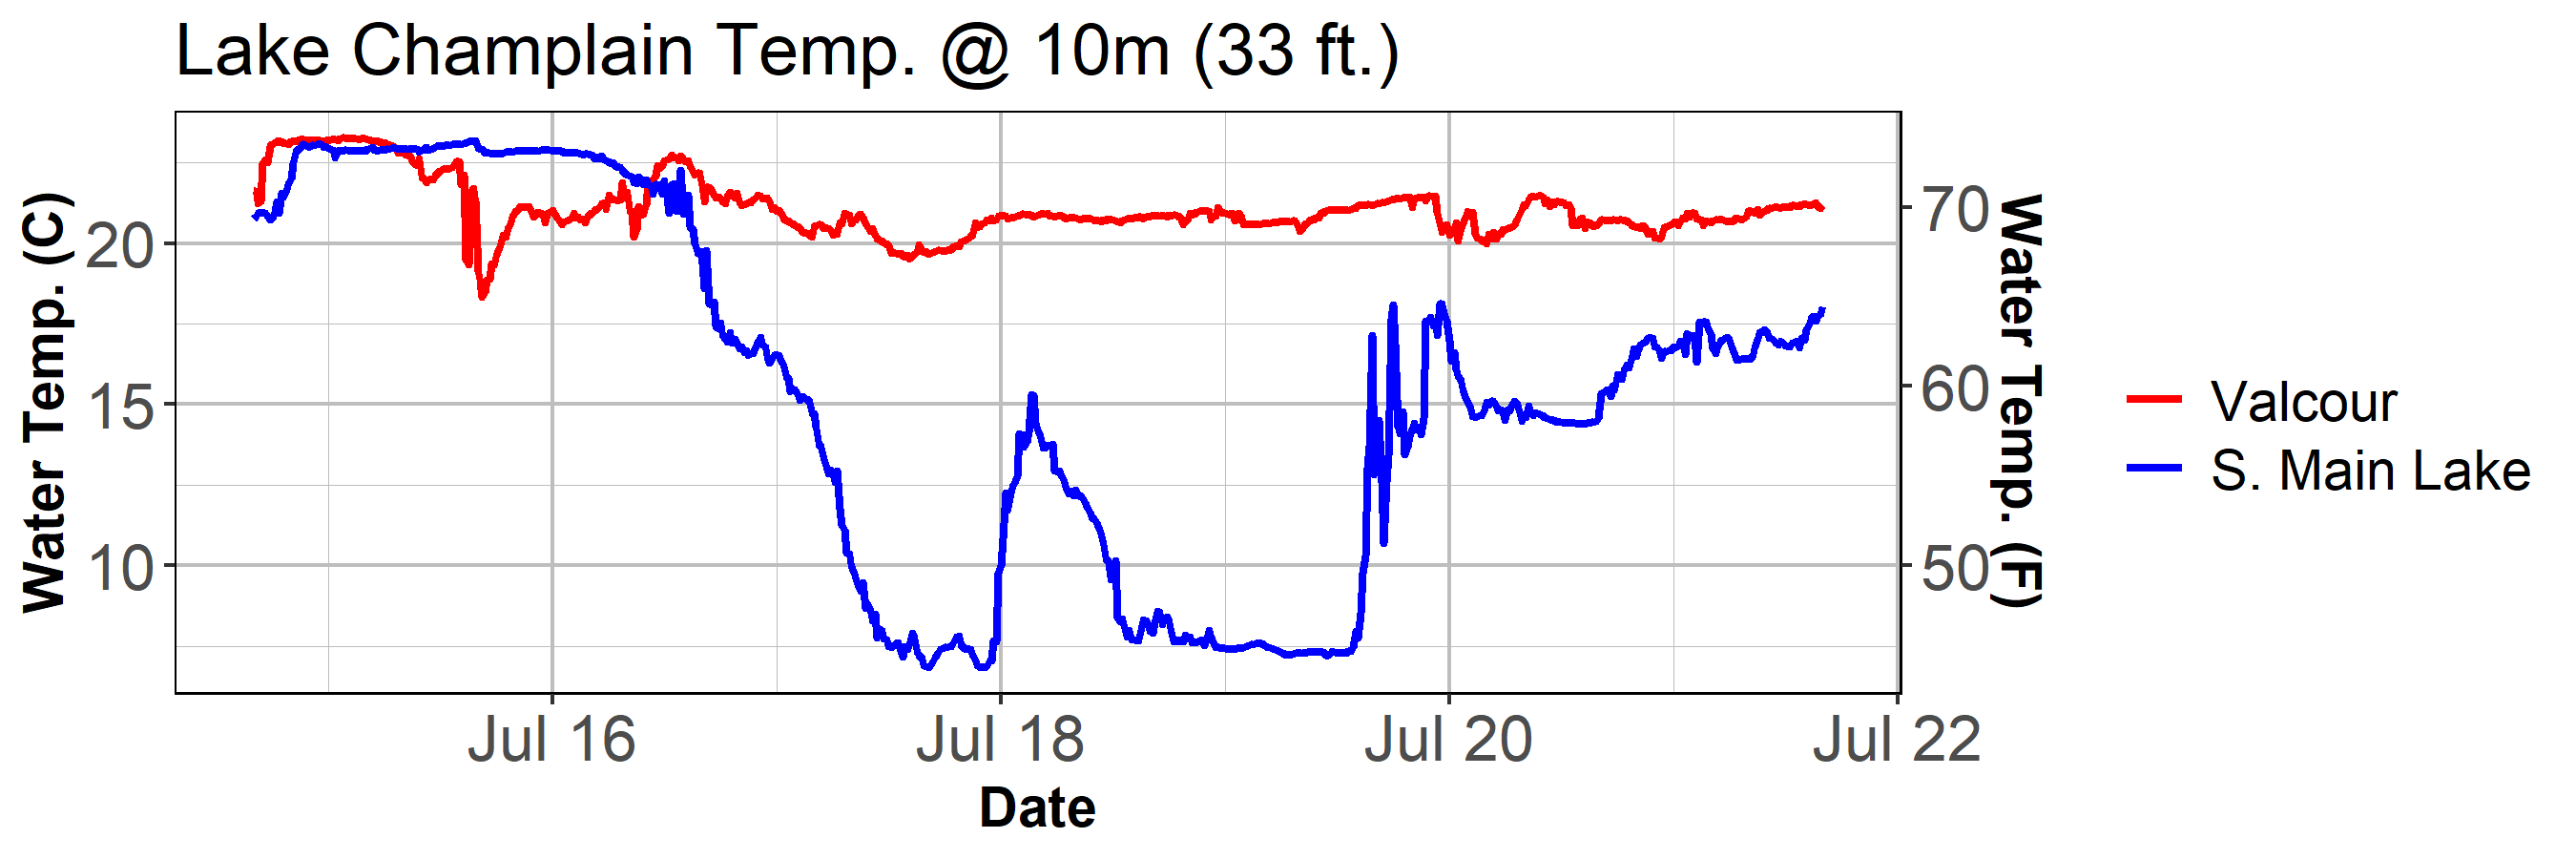 Lake Champlain Temp. @ 10m (33 ft.)
Water Temp. (C)
20
15
10
70
60
50
Water Temp. (F)
Jul 16
Jul 18
Jul 20
Jul 22
Date
Valcour
S. Main Lake